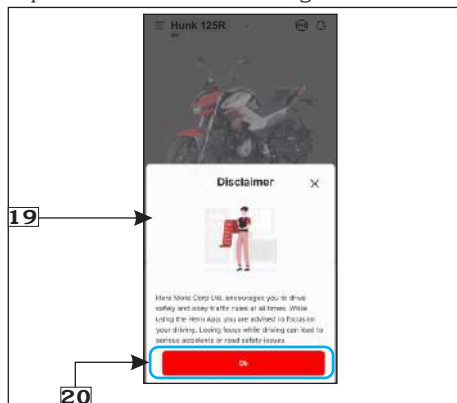 Hunk 125R
Disclaimer
19
Hero Moto Corp Ltd. encourages you to drive
safely and obey traffic rules at all times. While
using the Hero App, you are advised to focus on
your driving. Losing focus while driving can lead to
serious accidents or road safety issues
Ok
20